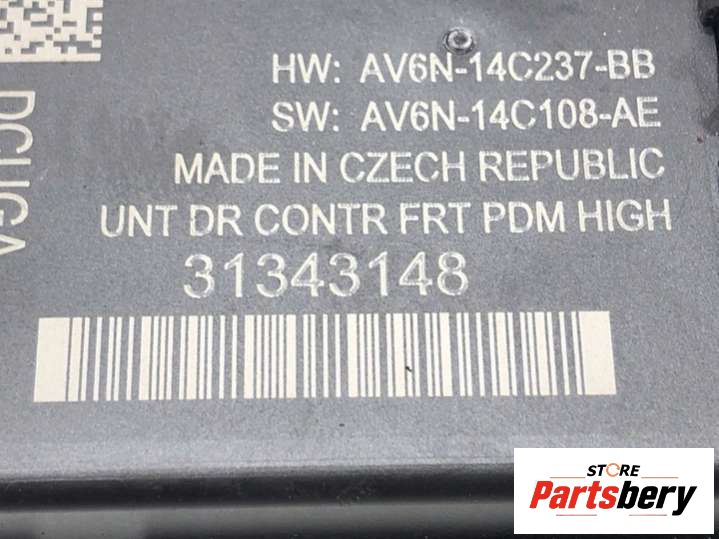 HW: AV6N-14C237-BB
SW: AV6N-14C108-AE
MADE IN CZECH REPUBLIC
UNT DR CONTR FRT PDM HIGH
31343148
STORE
Partsbery